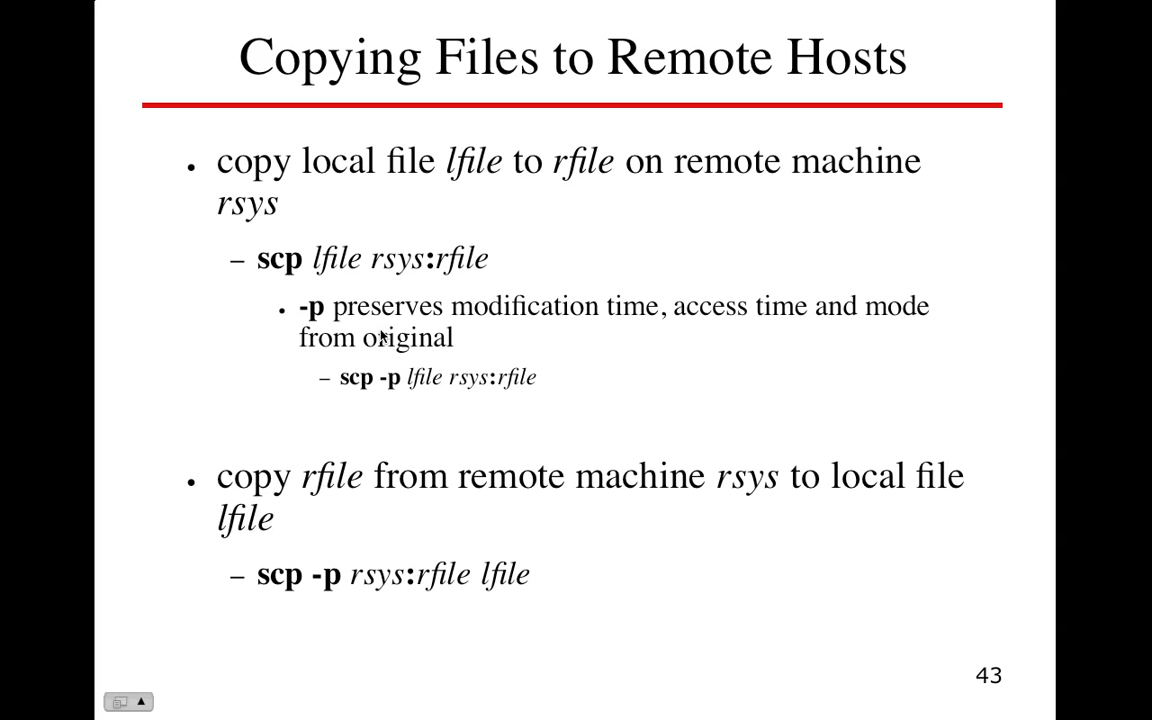 Copying Files to Remote Hosts
• copy local file lfile to rfile on remote machine
rsys
– scp lfile rsys:rfile
• -p preserves modification time, access time and mode
from original
– scp -p lfile rsys:rfile
• copy rfile from remote machine rsys to local file
lfile
– scp -p rsys:rfile lfile
43